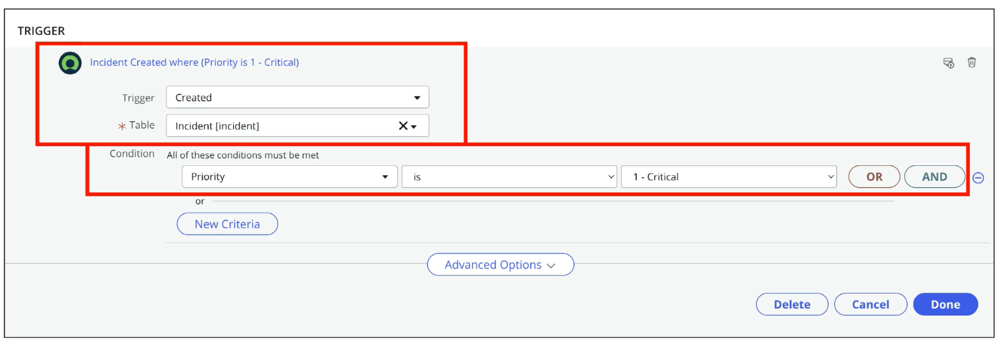 TRIGGER
Incident Created where (Priority is 1 - Critical)
Trigger Created
* Table Incident [incident]
Condition All of these conditions must be met
Priority is 1 - Critical OR AND
or
New Criteria
Advanced Options
Delete Cancel Done